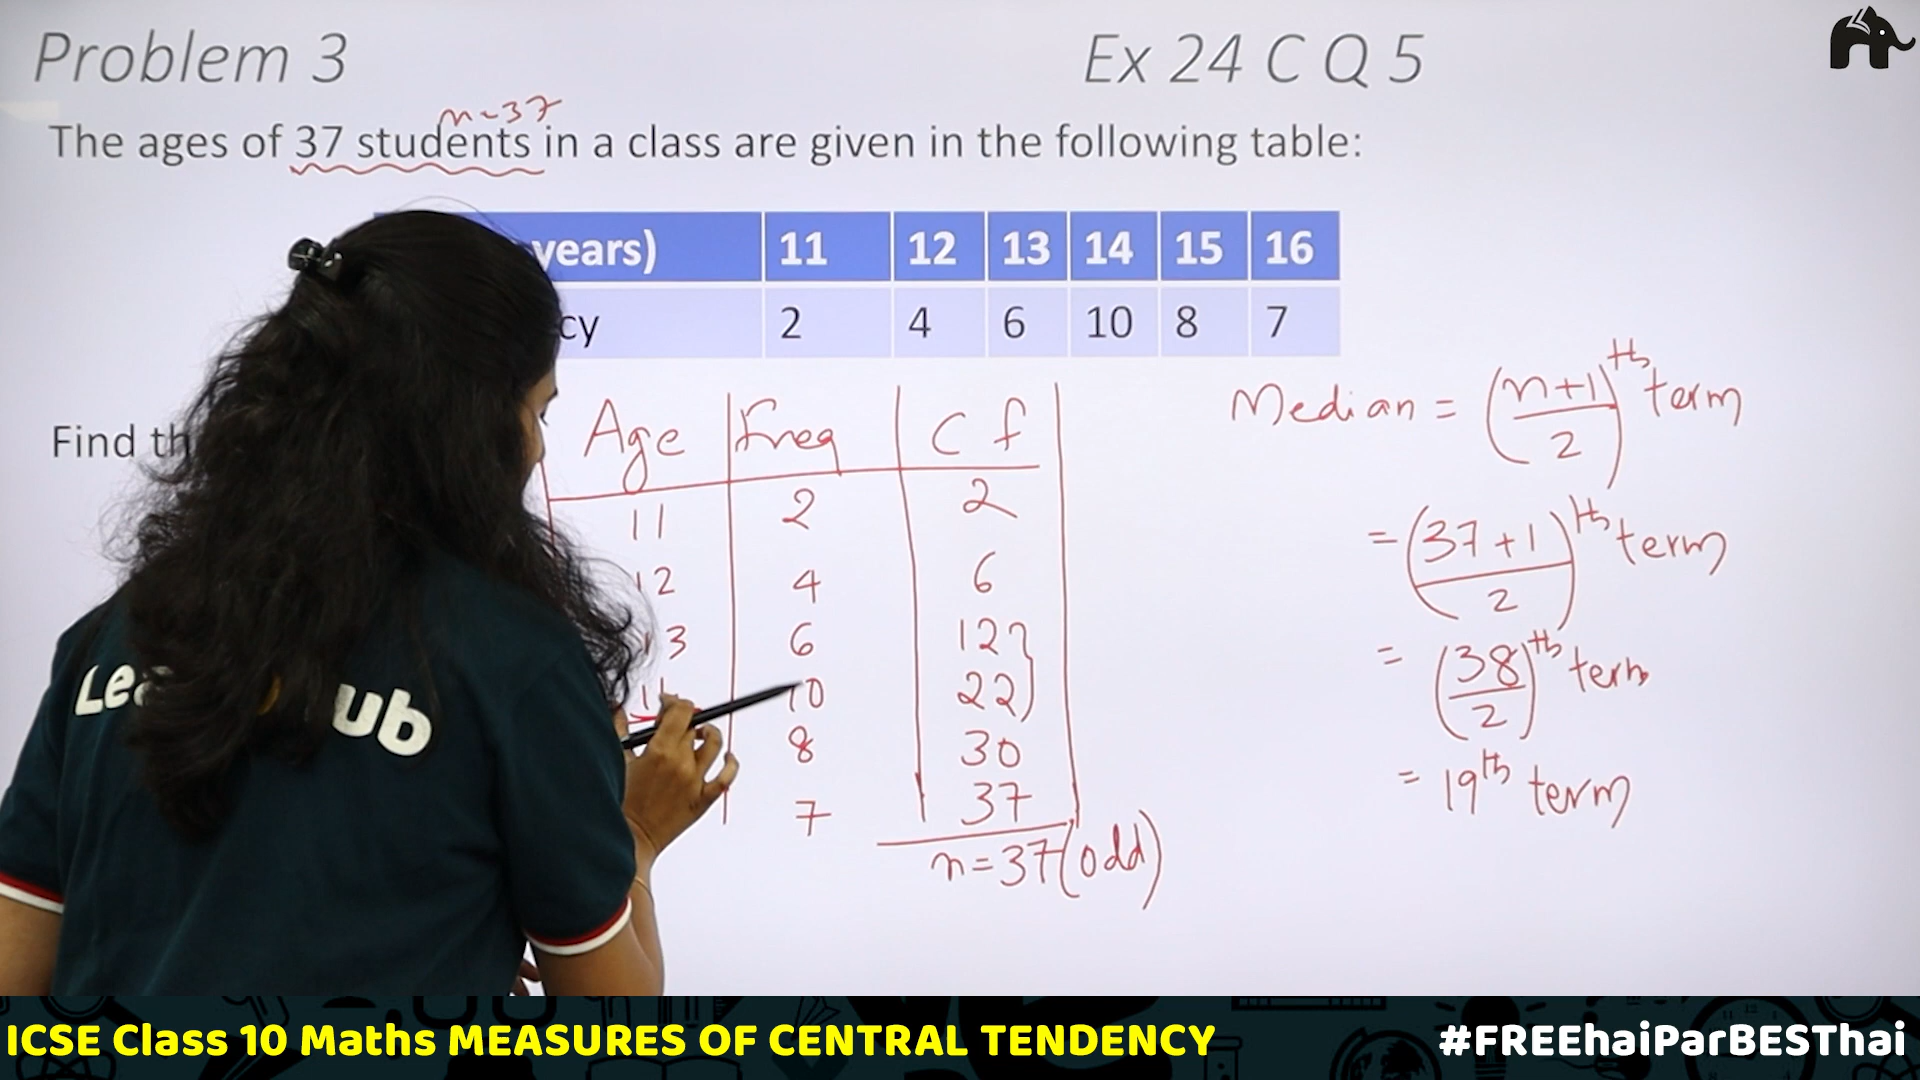 Problem 3
Ex 24 C Q 5
n=37
The ages of 37 students in a class are given in the following table:
years) 11 12 13 14 15 16
cy 2 4 6 10 8 7
Find th
Age Freq Cf
11 2 2
12 4 6
13 6 12
10 22
8 30
7 37
n=37(odd)
Median = (n+1/2)th term
= (37+1/2)th term
= (38/2)th term
= 19th term
Lea ub
ICSE Class 10 Maths MEASURES OF CENTRAL TENDENCY
#FREEhaiParBESThai